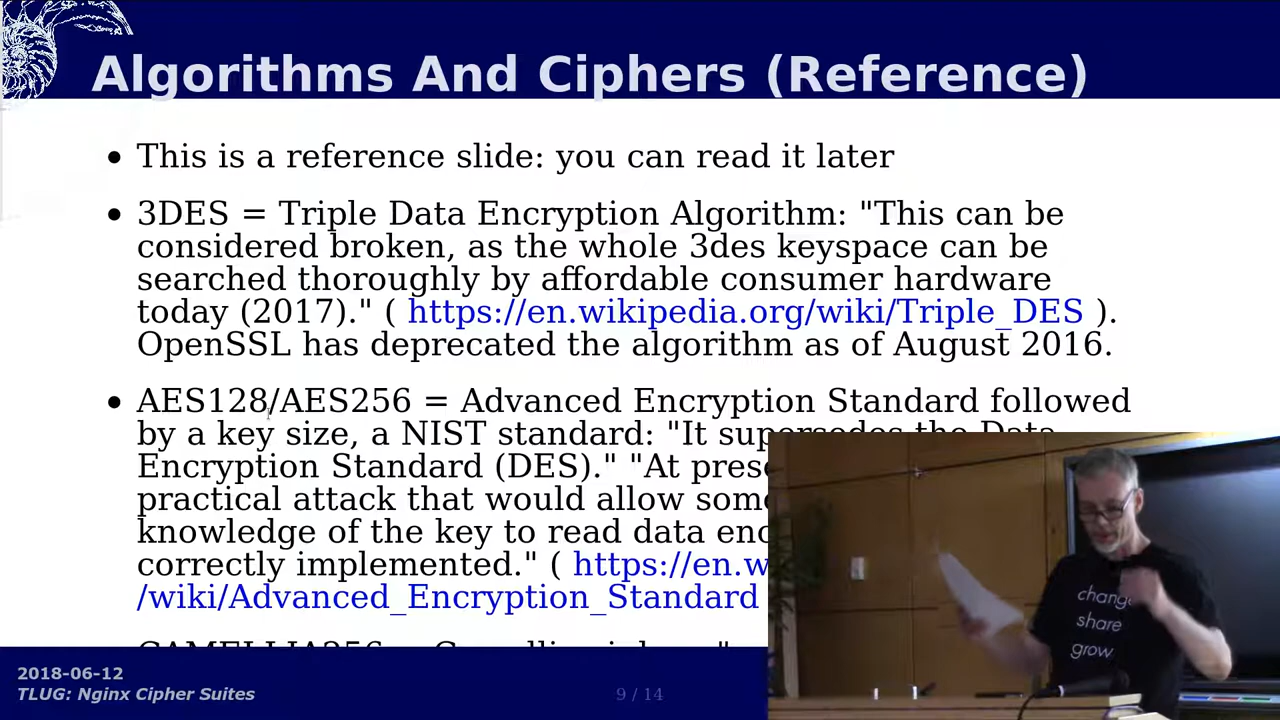 Algorithms And Ciphers (Reference)
• This is a reference slide: you can read it later
• 3DES = Triple Data Encryption Algorithm: "This can be
considered broken, as the whole 3des keyspace can be
searched thoroughly by affordable consumer hardware
today (2017)." ( https://en.wikipedia.org/wiki/Triple_DES ).
OpenSSL has deprecated the algorithm as of August 2016.
• AES128/AES256 = Advanced Encryption Standard followed
by a key size, a NIST standard: "It supersedes the Data
Encryption Standard (DES)." "At prese
practical attack that would allow some
knowledge of the key to read data enc
correctly implemented." ( https://en.w
/wiki/Advanced_Encryption_Standard
CAMELLIA256 =
change
share
grow.
2018-06-12
TLUG: Nginx Cipher Suites
9 / 14